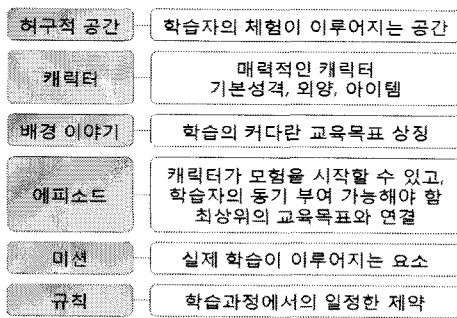 허구적 공간
학습자의 체험이 이루어지는 공간
캐릭터
매력적인 캐릭터
기본성격, 외양, 아이템
배경 이야기
학습의 커다란 교육목표 상징
에피소드
캐릭터가 모험을 시작할 수 있고,
학습자의 동기 부여 가능해야 함
최상위의 교육목표와 연결
미션
실제 학습이 이루어지는 요소
규칙
학습과정에서의 일정한 제약